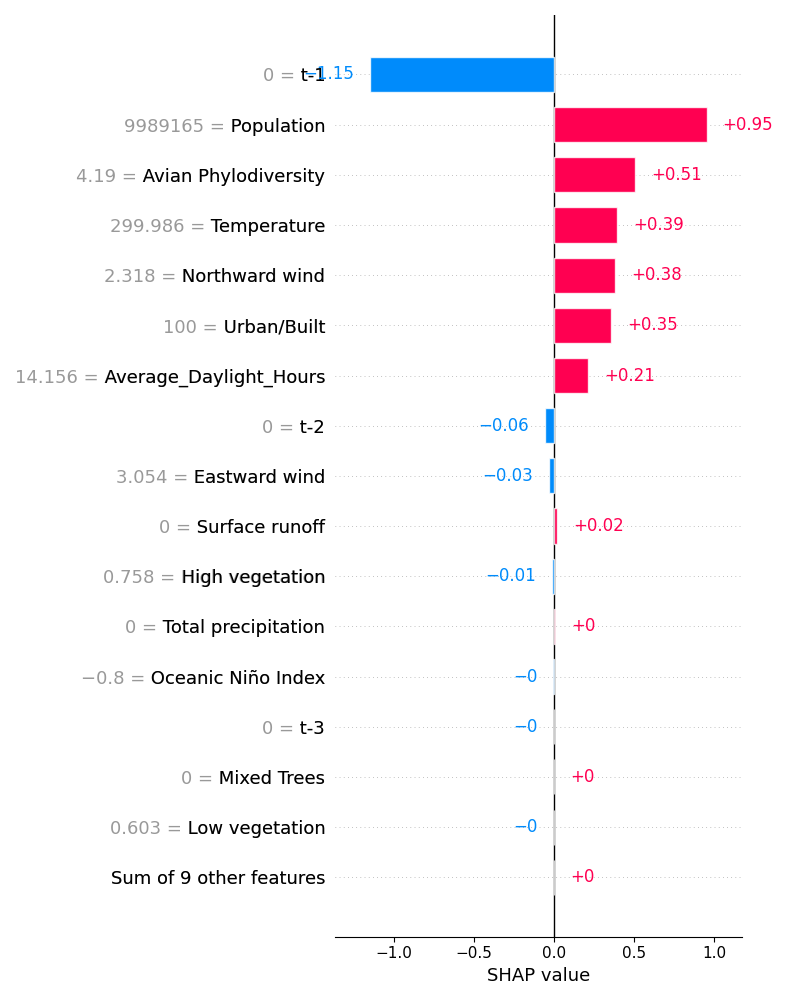 0 = t-1 −1.15
9989165 = Population +0.95
4.19 = Avian Phylodiversity +0.51
299.986 = Temperature +0.39
2.318 = Northward wind +0.38
100 = Urban/Built +0.35
14.156 = Average_Daylight_Hours +0.21
0 = t-2 −0.06
3.054 = Eastward wind −0.03
0 = Surface runoff +0.02
0.758 = High vegetation −0.01
0 = Total precipitation +0
−0.8 = Oceanic Niño Index −0
0 = t-3 −0
0 = Mixed Trees +0
0.603 = Low vegetation −0
Sum of 9 other features +0
−1.0 −0.5 0.0 0.5 1.0
SHAP value